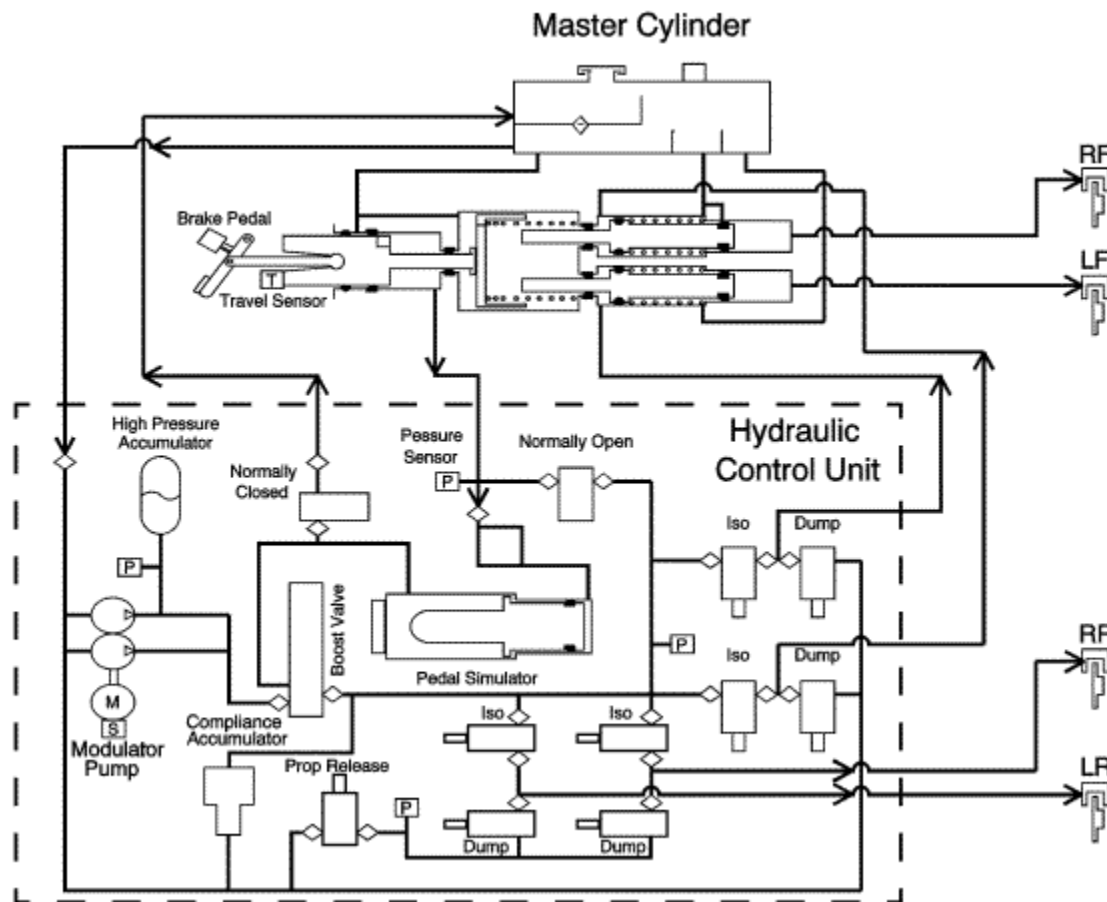 Master Cylinder
RF
Brake Pedal
LF
T
Travel Sensor
High Pressure
Accumulator
Pessure
Sensor
Normally Open
Hydraulic
Control Unit
Normally
Closed
P
Iso
Dump
P
Boost Valve
P
RF
Iso
Dump
Pedal Simulator
M
S
Compliance
Accumulator
Iso
Iso
Modulator
Pump
Prop Release
LR
P
Dump
Dump